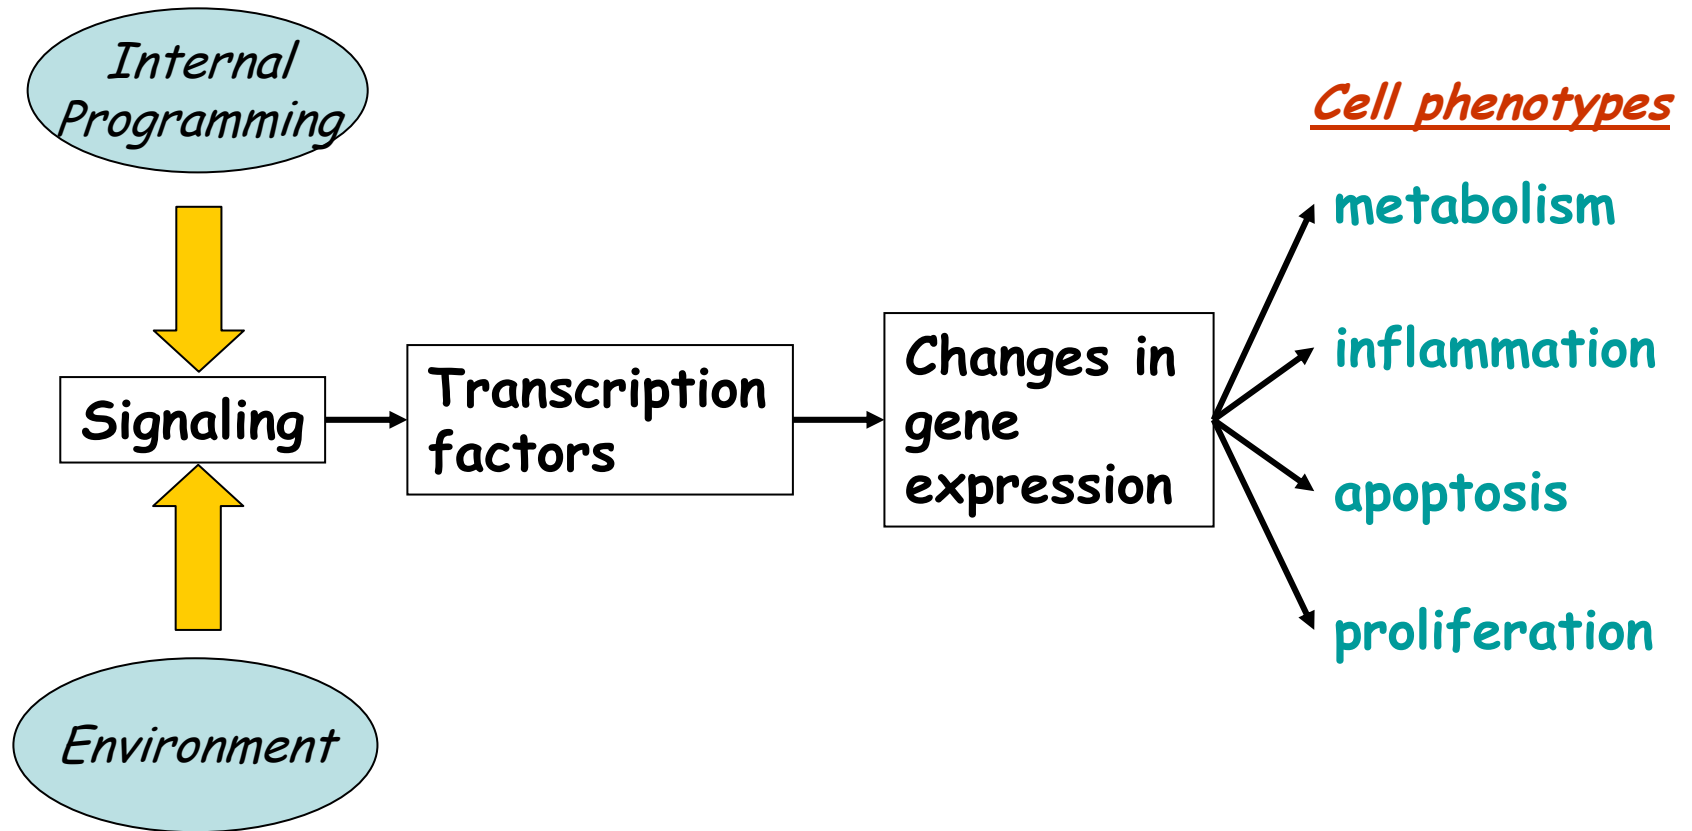 Internal
Programming
Cell phenotypes
metabolism
inflammation
Changes in
gene
expression
Transcription
factors
Signaling
apoptosis
proliferation
Environment